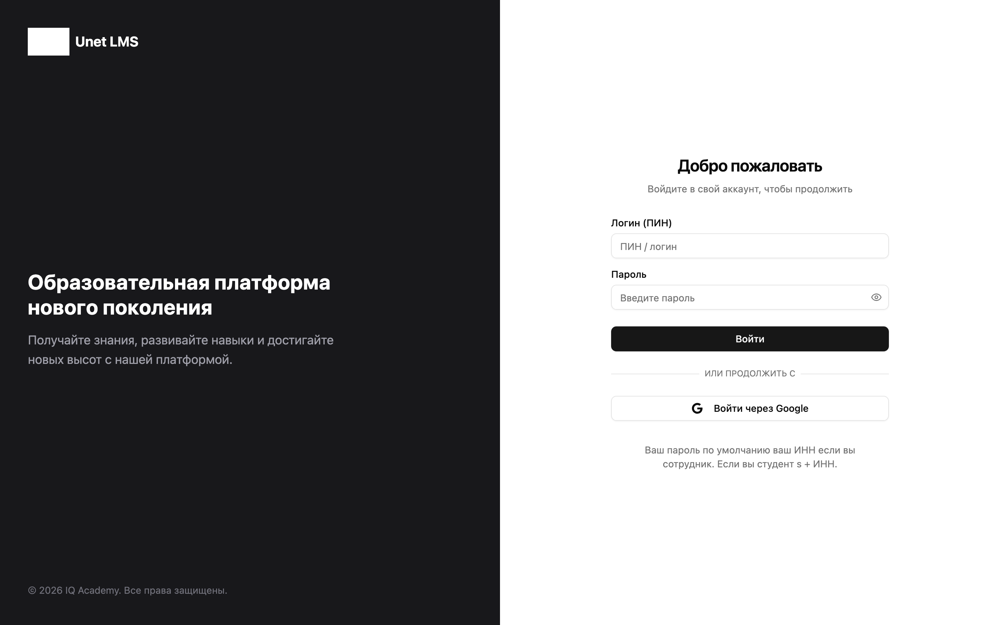 Unet LMS
Образовательная платформа
нового поколения
Получайте знания, развивайте навыки и достигайте
новых высот с нашей платформой.
© 2026 IQ Academy. Все права защищены.
Добро пожаловать
Войдите в свой аккаунт, чтобы продолжить
Логин (ПИН)
ПИН / логин
Пароль
Введите пароль
Войти
ИЛИ ПРОДОЛЖИТЬ С
Войти через Google
Ваш пароль по умолчанию ваш ИНН если вы
сотрудник. Если вы студент s + ИНН.